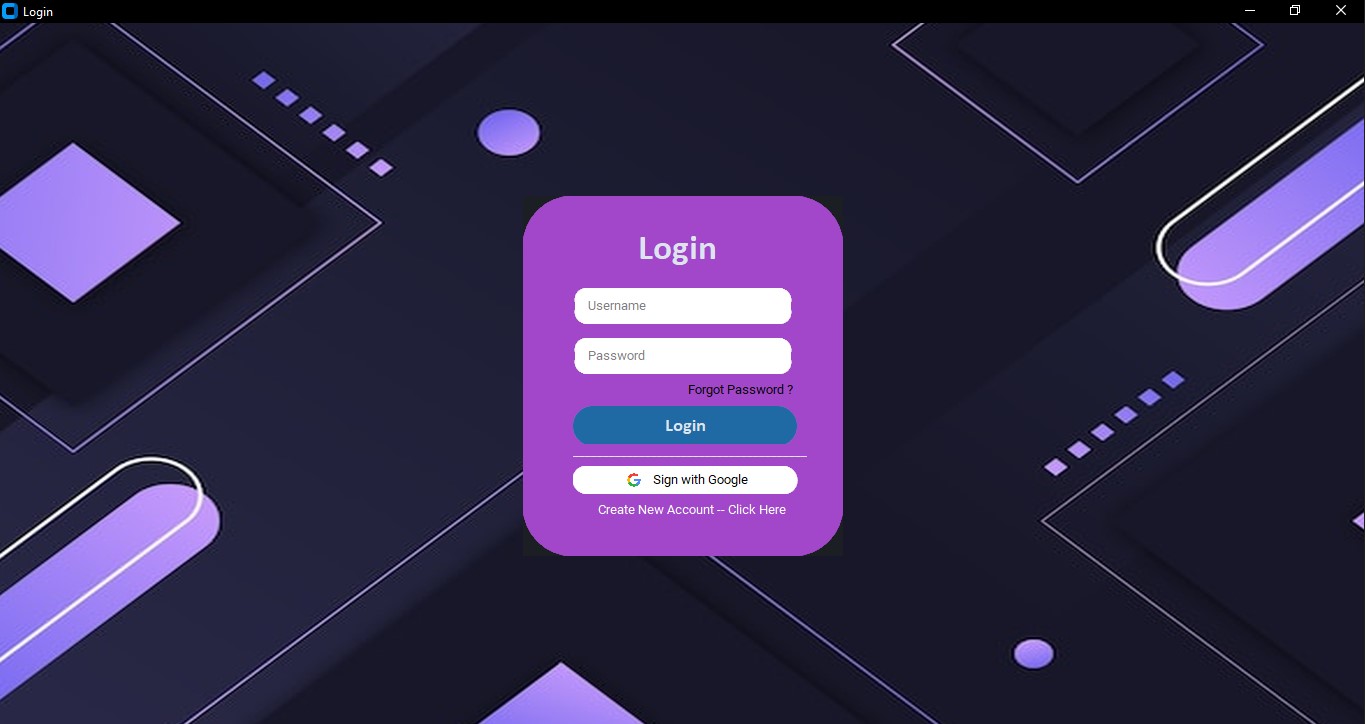 Login
Login
Username
Password
Forgot Password ?
Login
Sign with Google
Create New Account -- Click Here